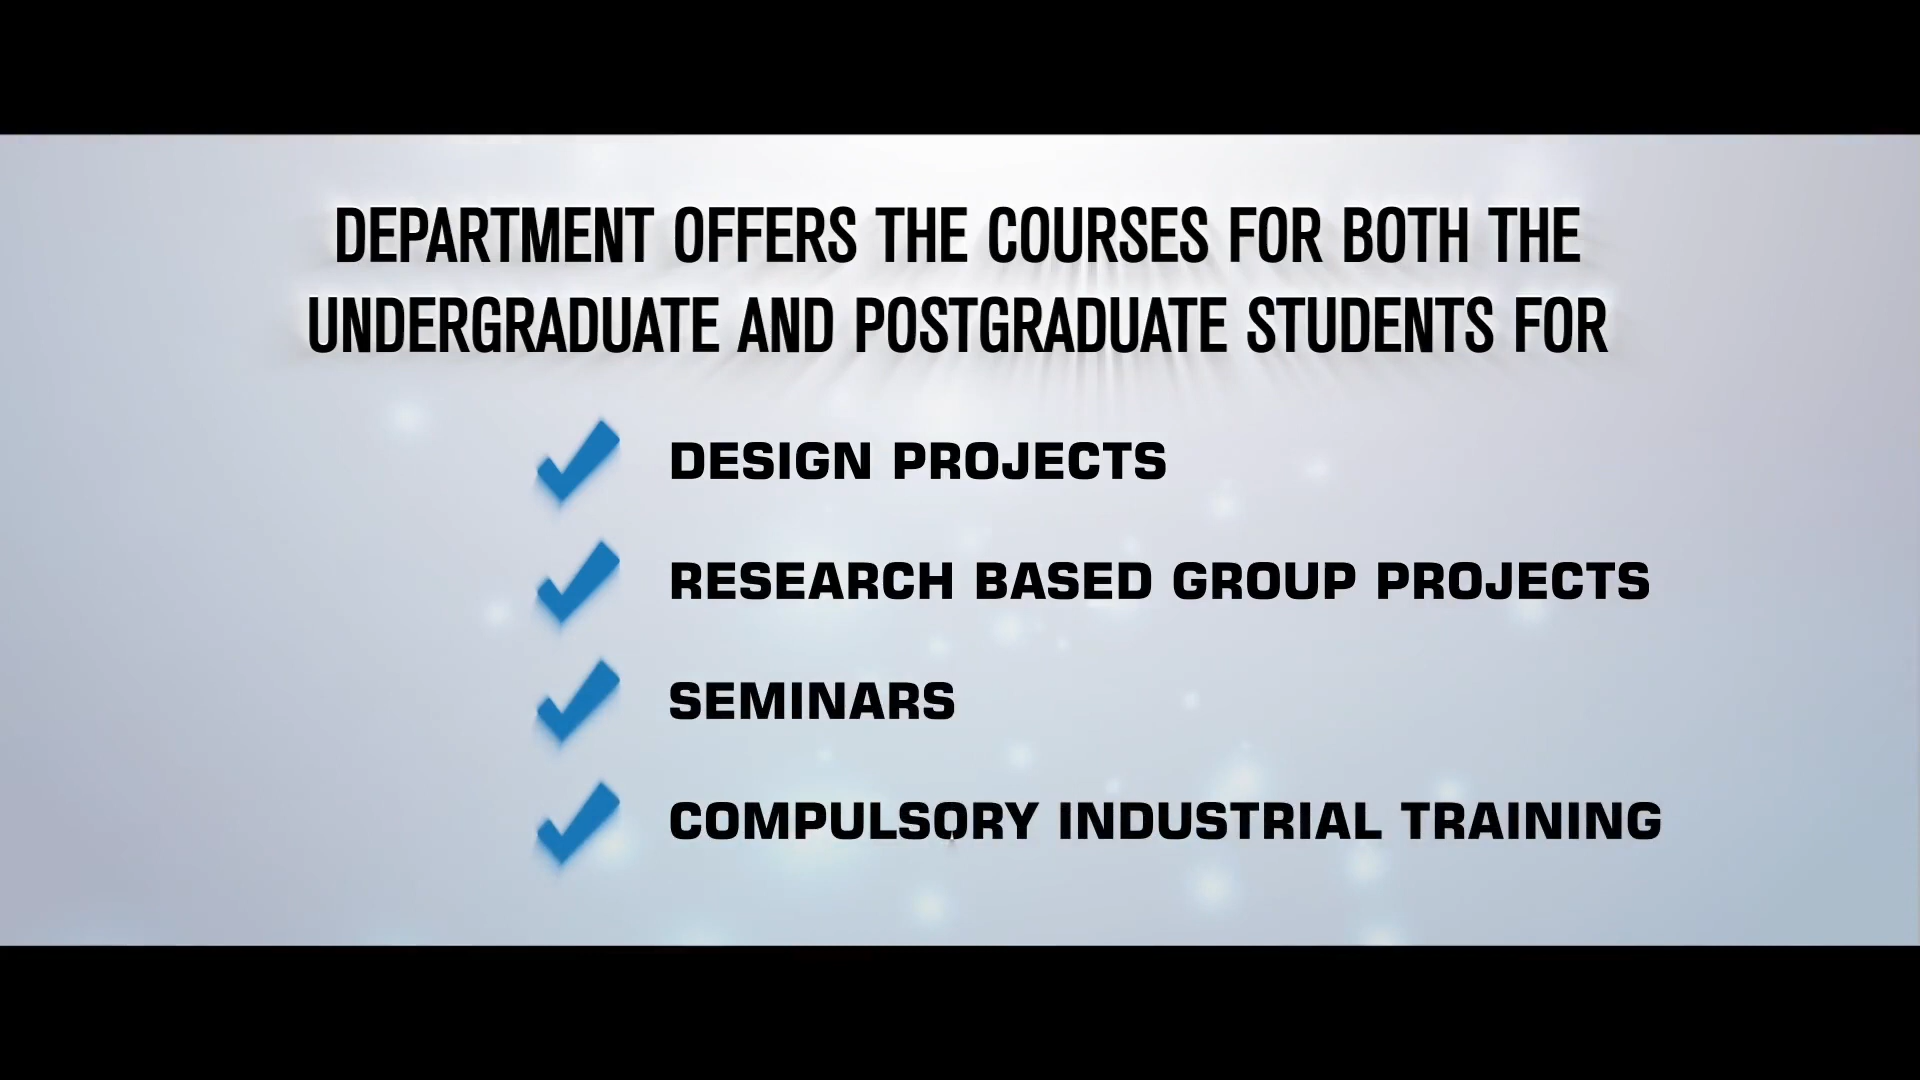 DEPARTMENT OFFERS THE COURSES FOR BOTH THE
UNDERGRADUATE AND POSTGRADUATE STUDENTS FOR
DESIGN PROJECTS
RESEARCH BASED GROUP PROJECTS
SEMINARS
COMPULSORY INDUSTRIAL TRAINING